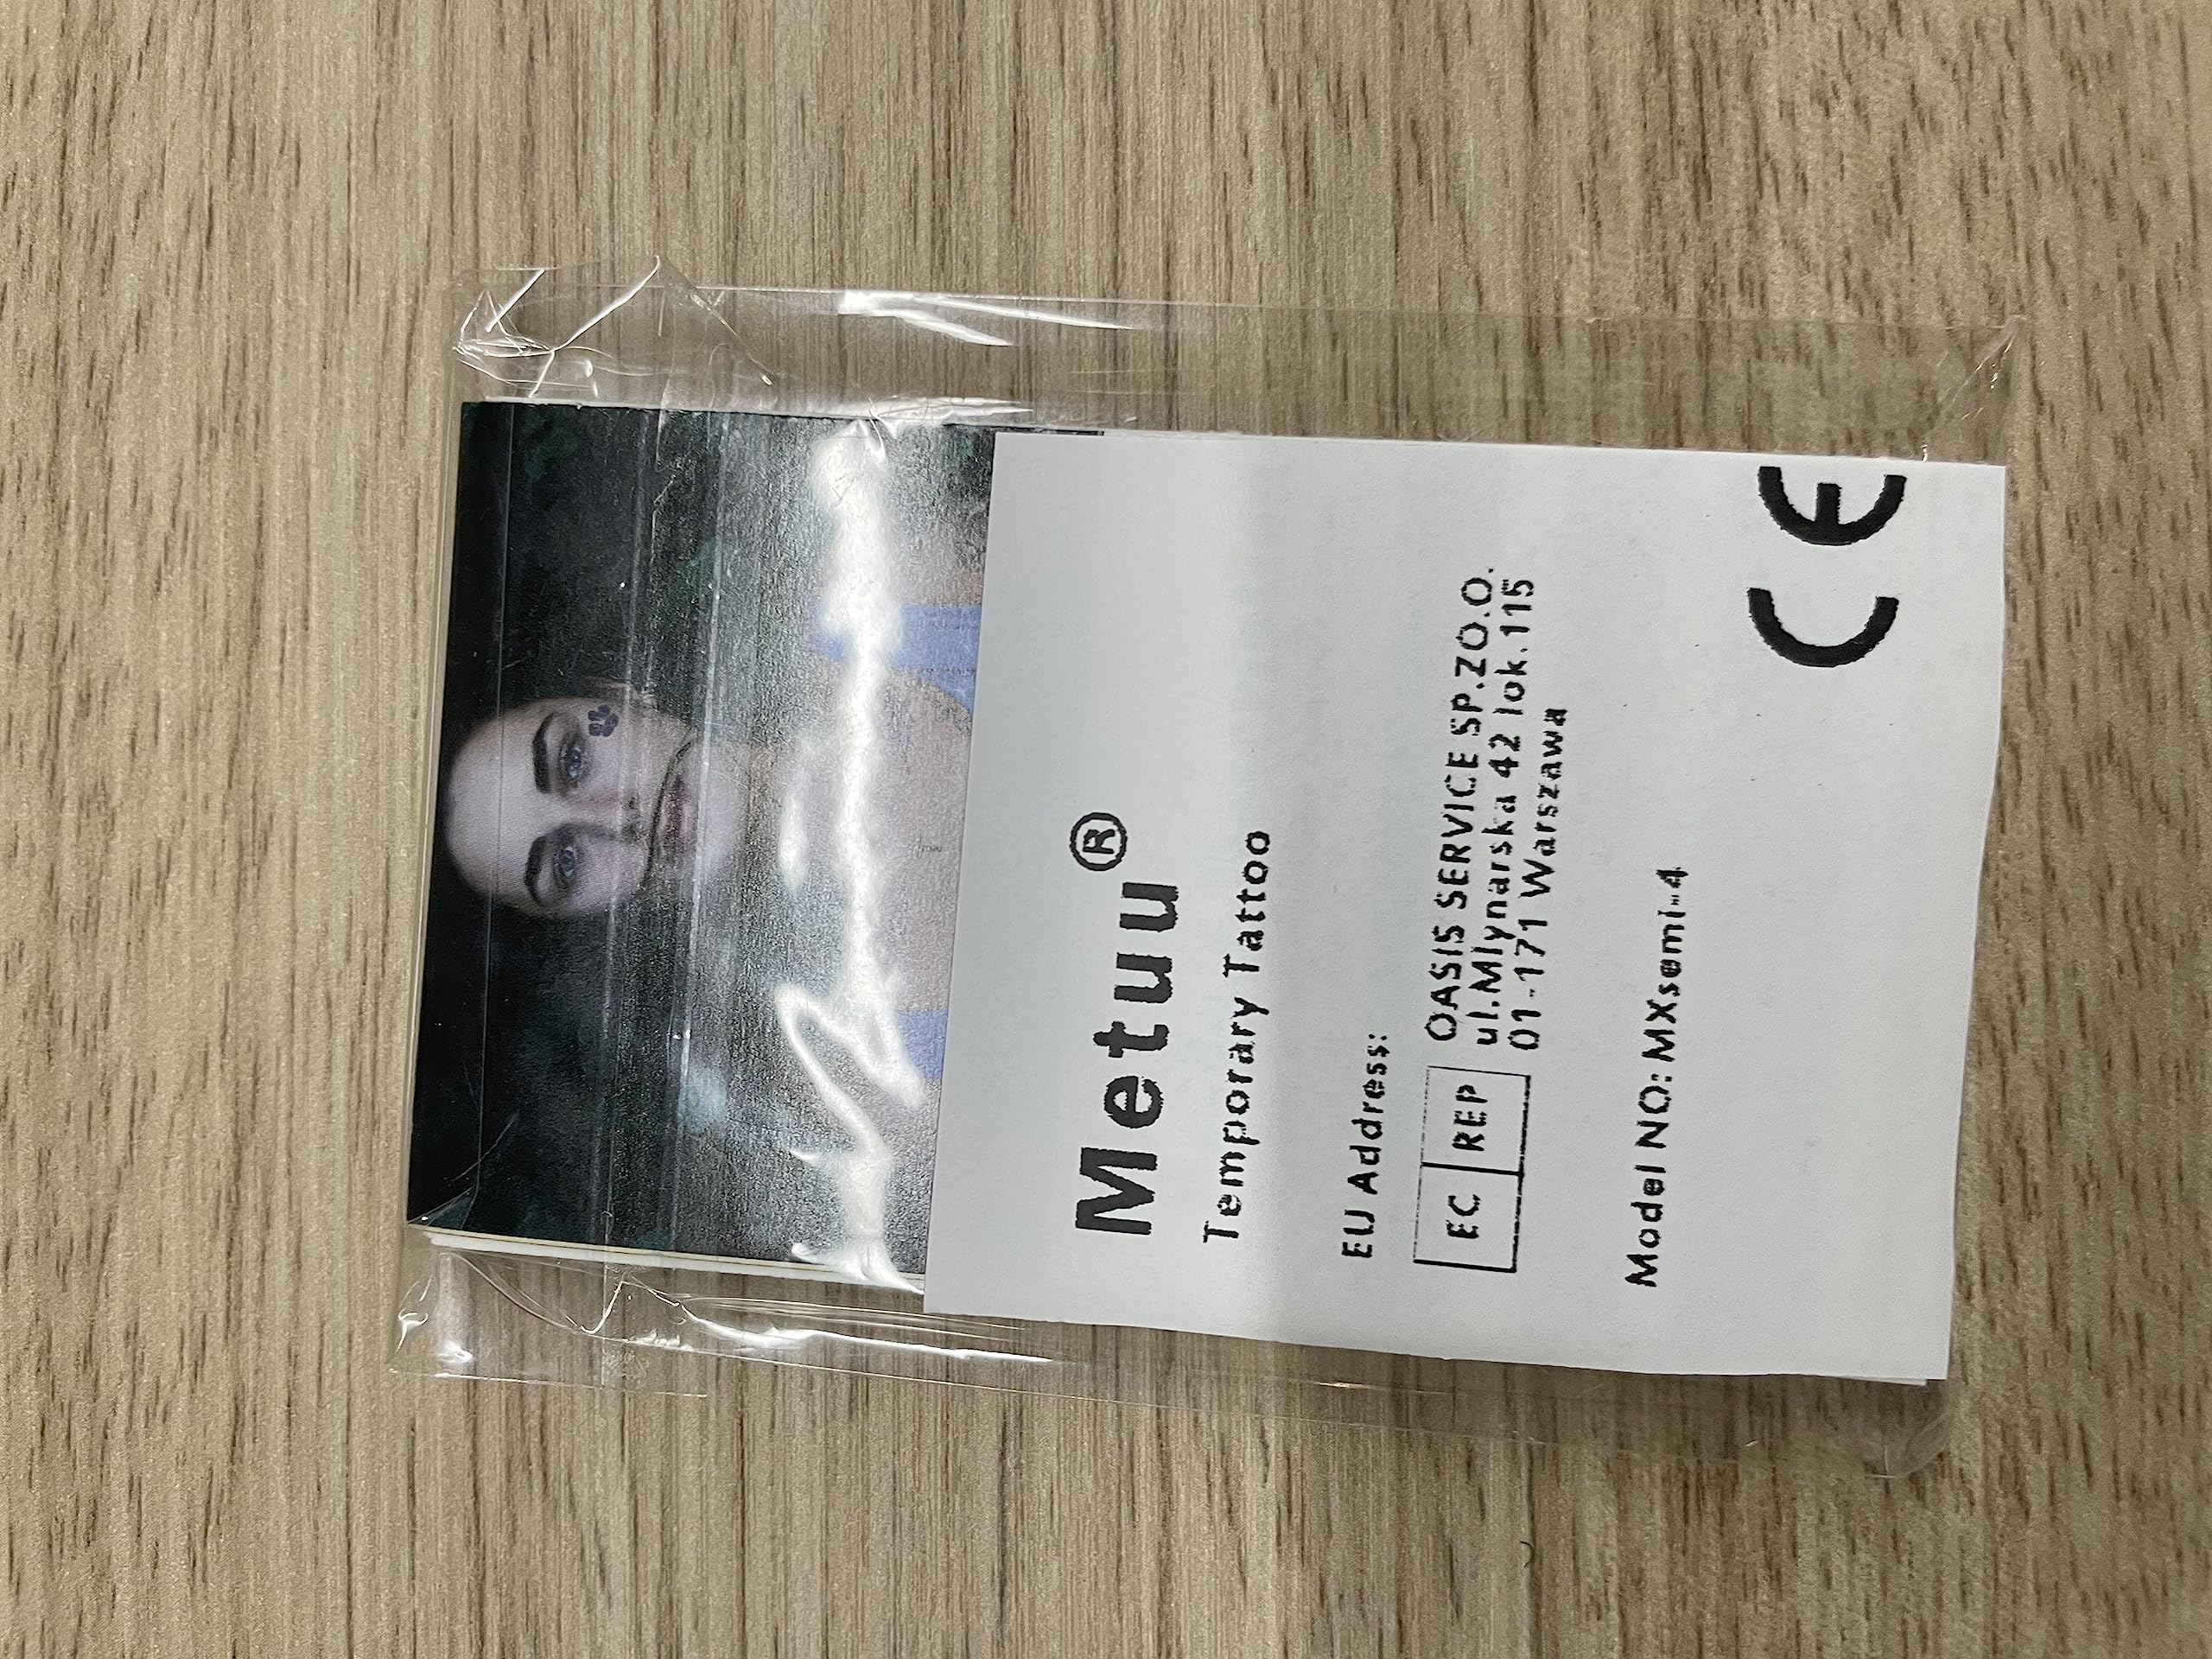 Metuu®
Temporary Tattoo
EU Address:
EC REP
OASIS SERVICE SP.ZO.O.
ul.Mlynarska 42 lok.115
01-171 Warszawa
Model NO: MXsemi-4
CE